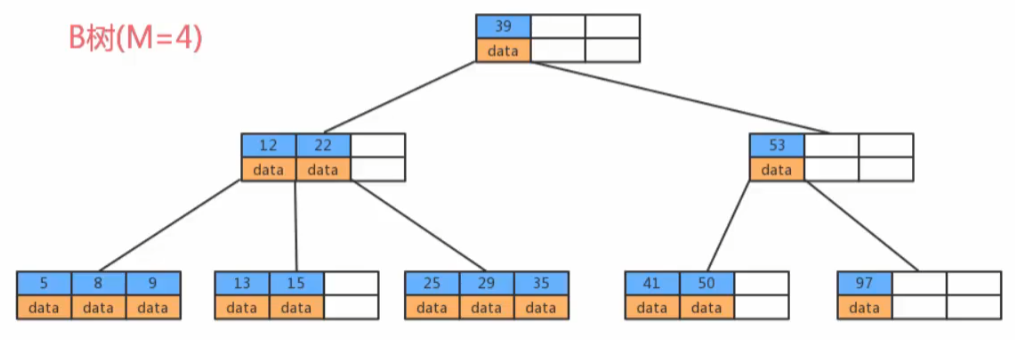 B树(M=4)
39
data
12 22
data data
53
data
5 8 9
data data data
13 15
data data
25 29 35
data data data
41 50
data data
97
data